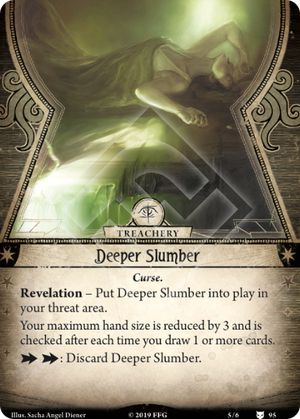 TREACHERY
Deeper Slumber
Curse.
Revelation – Put Deeper Slumber into play in
your threat area.
Your maximum hand size is reduced by 3 and is
checked after each time you draw 1 or more cards.
: Discard Deeper Slumber.
Illus. Sacha Angel Diener © 2019 FFG 5/6 95